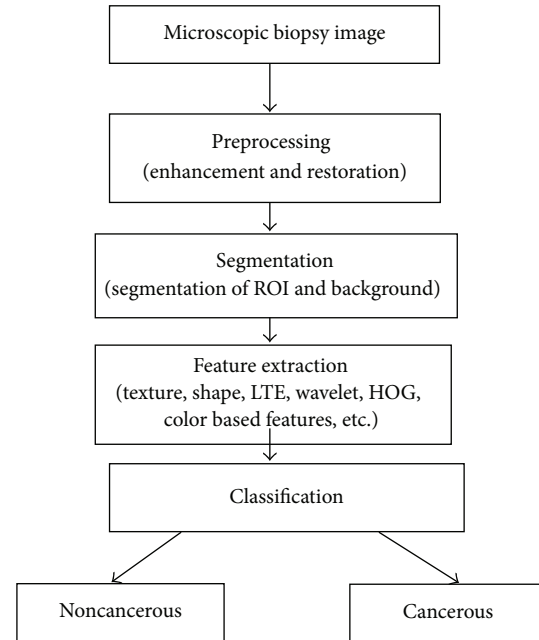 Microscopic biopsy image
Preprocessing
(enhancement and restoration)
Segmentation
(segmentation of ROI and background)
Feature extraction
(texture, shape, LTE, wavelet, HOG,
color based features, etc.)
Classification
Noncancerous
Cancerous